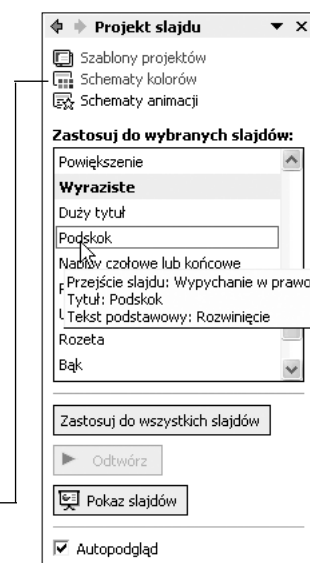 Projekt slajdu
Szablony projektów
Schematy kolorów
Schematy animacji
Zastosuj do wybranych slajdów:
Powiększenie
Wyraziste
Duży tytuł
Podskok
Napisy czołowe lub końcowe
Przejście slajdu: Wypychanie w prawo
Tytuł: Podskok
Tekst podstawowy: Rozwinięcie
Rozeta
Bąk
Zastosuj do wszystkich slajdów
Odtwórz
Pokaz slajdów
Autopodgląd